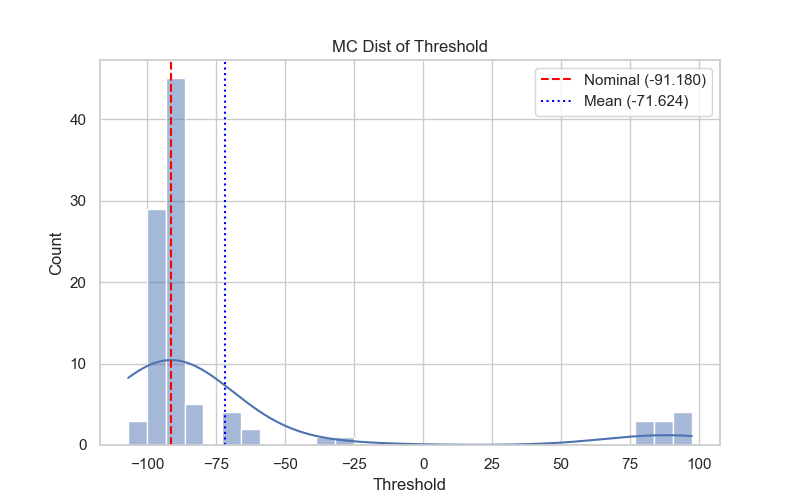 MC Dist of Threshold
Nominal (-91.180)
Mean (-71.624)
Count
40
30
20
10
0
−100
−75
−50
−25
0
25
50
75
100
Threshold